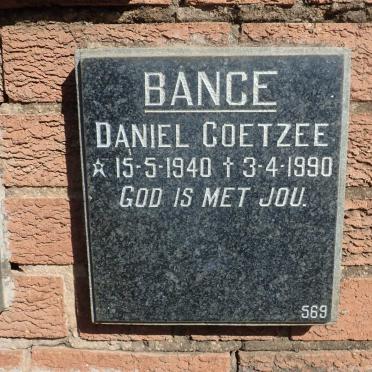 BANCE
DANIEL COETZEE
☆ 15-5-1940 † 3-4-1990
GOD IS MET JOU.
569